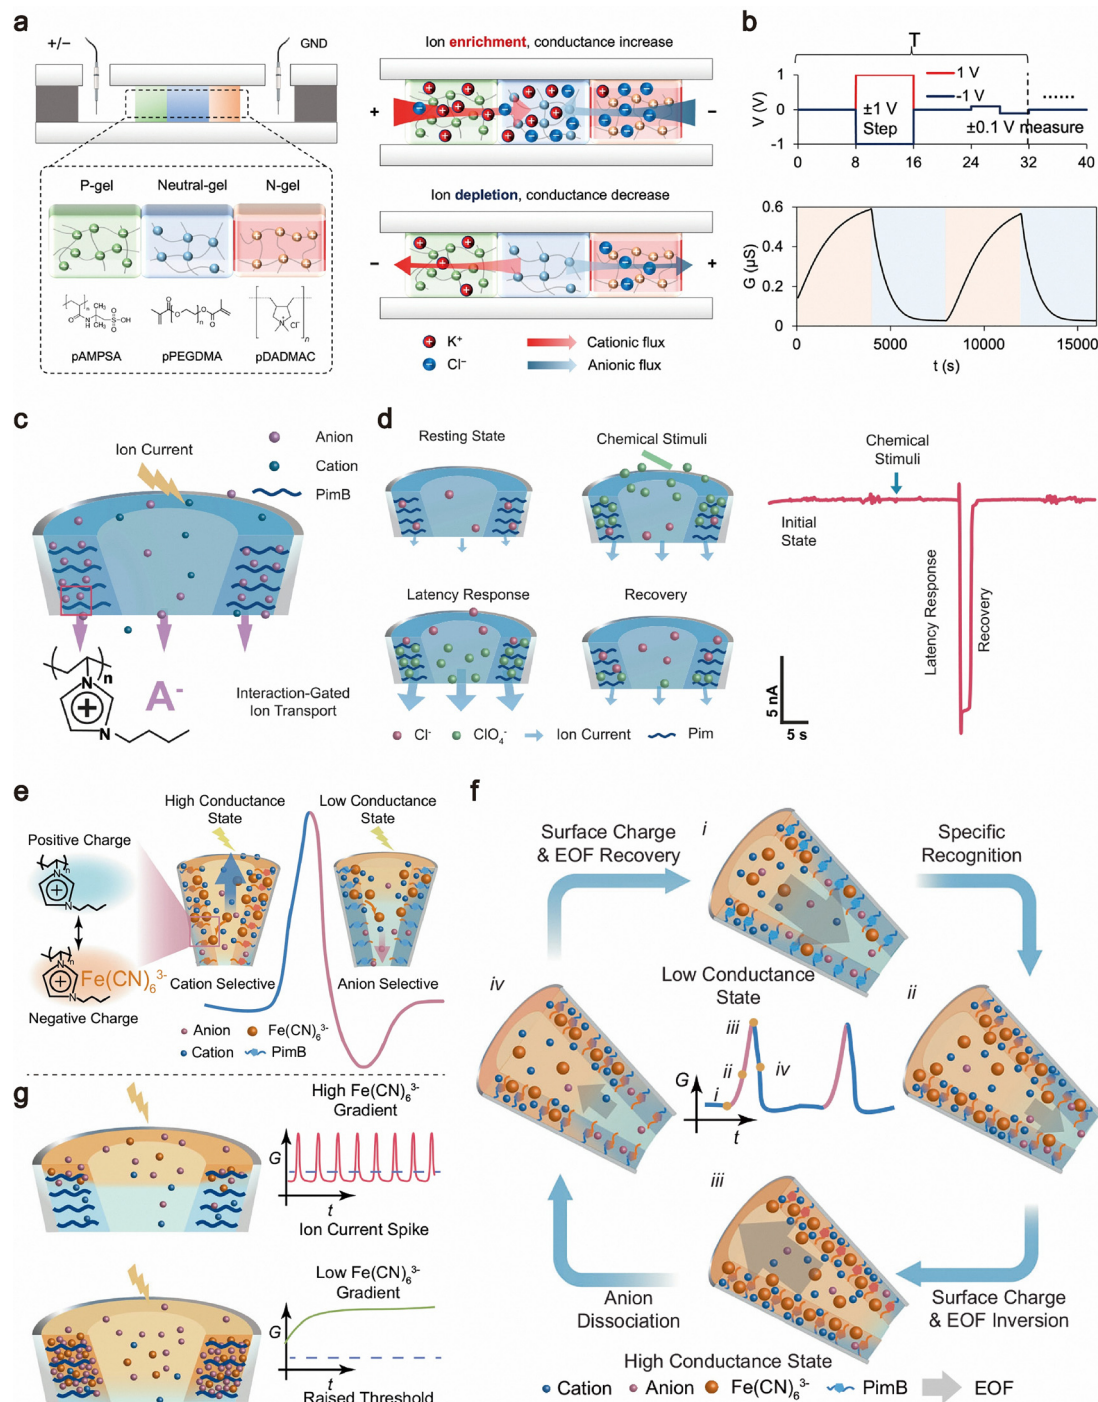 a
+/−
GND
P-gel
Neutral-gel
N-gel
pAMPSA
pPEGDMA
pDADMAC
Ion enrichment, conductance increase
+
−
Ion depletion, conductance decrease
−
+
K⁺
Cationic flux
Cl⁻
Anionic flux
b
T
1 V
-1 V
±1 V
Step
±0.1 V measure
V (V)
1
0
-1
0
8
16
24
32
40
G (µS)
0.6
0.4
0.2
0
5000
10000
15000
t (s)
c
Ion Current
Anion
Cation
PimB
n
N
+
N
A⁻
Interaction-Gated
Ion Transport
d
Resting State
Chemical Stimuli
Latency Response
Recovery
Cl⁻
ClO₄⁻
Ion Current
Pim
Chemical
Stimuli
Initial
State
Latency Response
Recovery
5 nA
5 s
e
Positive Charge
Negative Charge
Fe(CN)₆³⁻
High Conductance
State
Low Conductance
State
Cation Selective
Anion Selective
Anion
Fe(CN)₆³⁻
Cation
PimB
f
Surface Charge
& EOF Recovery
i
Specific
Recognition
Low Conductance
State
iv
ii
G
i
ii
iii
iv
t
iii
Anion
Dissociation
Surface Charge
& EOF Inversion
High Conductance State
Cation
Anion
Fe(CN)₆³⁻
PimB
EOF
g
High Fe(CN)₆³⁻
Gradient
G
t
Ion Current Spike
Low Fe(CN)₆³⁻
Gradient
G
t
Raised Threshold